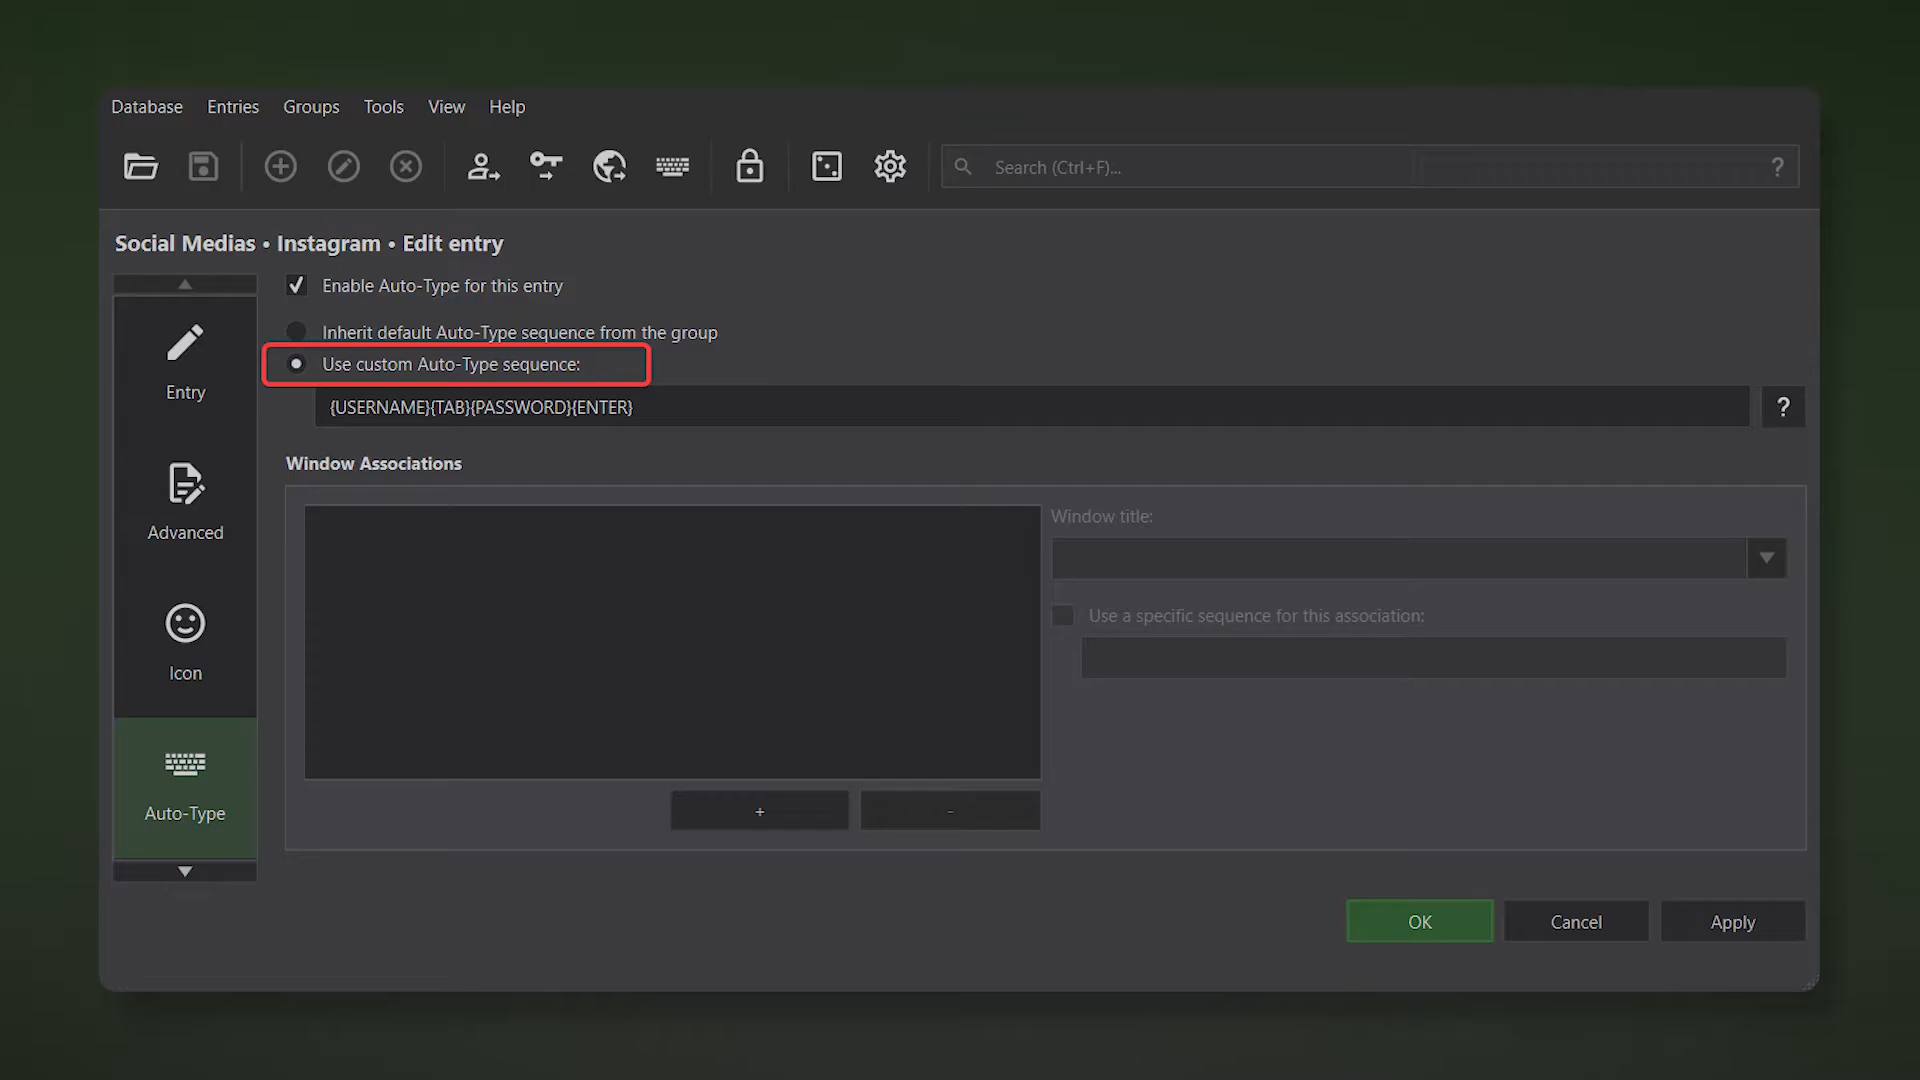 Database Entries Groups Tools View Help
Search (Ctrl+F)... ?
Social Medias • Instagram • Edit entry
Enable Auto-Type for this entry
Inherit default Auto-Type sequence from the group
Use custom Auto-Type sequence:
{USERNAME}{TAB}{PASSWORD}{ENTER} ?
Entry
Advanced
Icon
Auto-Type
Window Associations
Window title:
Use a specific sequence for this association:
+ -
OK Cancel Apply